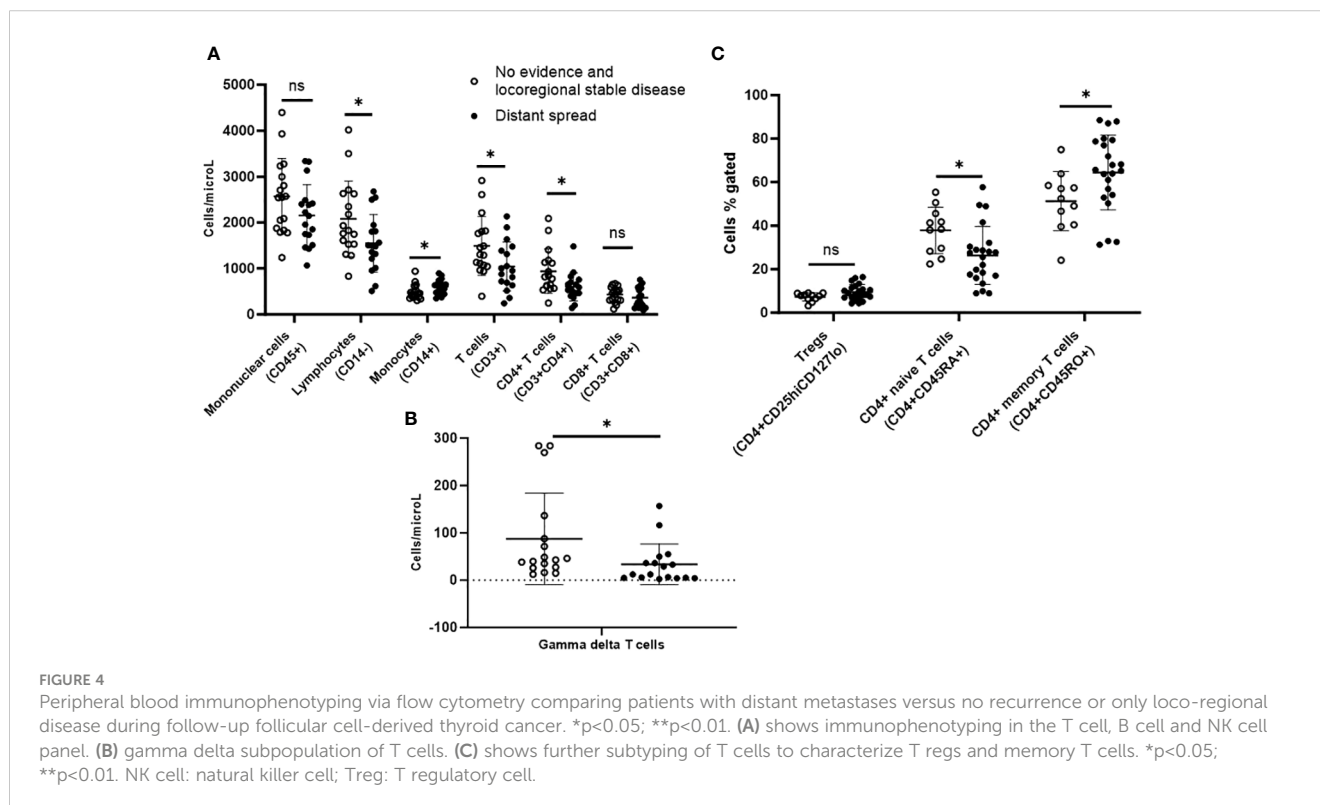 A
No evidence and
locoregional stable disease
Distant spread
5000
4000
3000
2000
1000
0
Cells/microL
ns
*
*
*
*
ns
Mononuclear cells
(CD45+)
Lymphocytes
(CD14-)
Monocytes
(CD14+)
T cells
(CD3+)
CD4+ T cells
(CD3+CD4+)
CD8+ T cells
(CD3+CD8+)
B
300
200
100
0
-100
Cells/microL
*
Gamma delta T cells
C
100
80
60
40
20
0
Cells % gated
ns
*
*
Tregs
(CD4+CD25hiCD127lo)
CD4+ naive T cells
(CD4+CD45RA+)
CD4+ memory T cells
(CD4+CD45RO+)
FIGURE 4
Peripheral blood immunophenotyping via flow cytometry comparing patients with distant metastases versus no recurrence or only loco-regional
disease during follow-up follicular cell-derived thyroid cancer. *p<0.05; **p<0.01. (A) shows immunophenotyping in the T cell, B cell and NK cell
panel. (B) gamma delta subpopulation of T cells. (C) shows further subtyping of T cells to characterize T regs and memory T cells. *p<0.05;
**p<0.01. NK cell: natural killer cell; Treg: T regulatory cell.